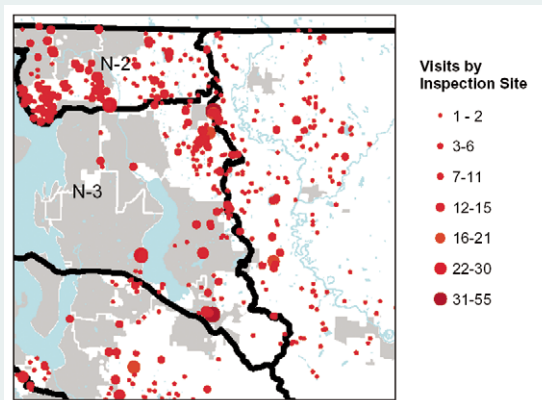 N-2
N-3
Visits by
Inspection Site
1 - 2
3-6
7-11
12-15
16-21
22-30
31-55